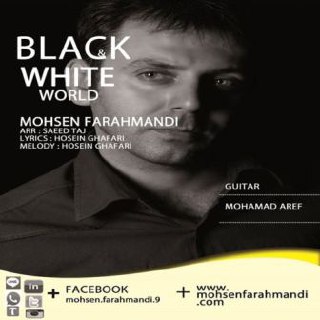 BLACK
&
WHITE
WORLD
MOHSEN FARAHMANDI
ARR : SAEED TAJ
LYRICS : HOSEIN GHAFARI
MELODY : HOSEIN GHAFARI
GUITAR
MOHAMAD AREF
in
+ FACEBOOK
mohsen.farahmandi.9
+ www.
mohsenfarahmandi
.com